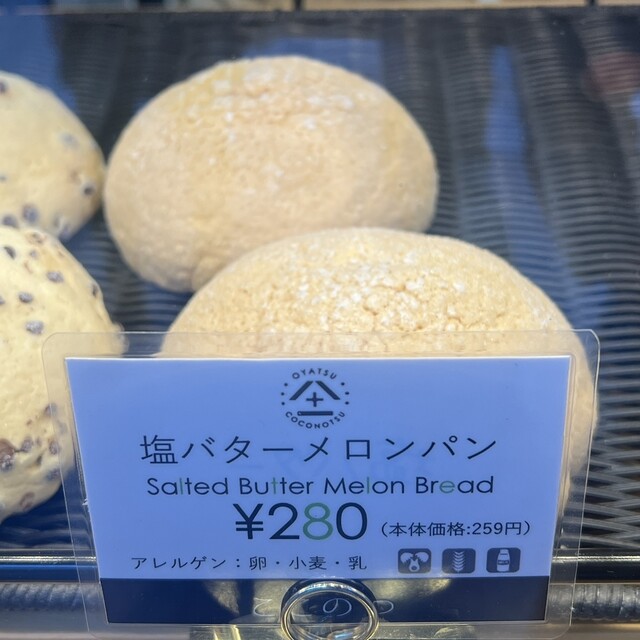 OYATSU
COCONOTSU
塩バターメロンパン
Salted Butter Melon Bread
¥280(本体価格:259円)
アレルゲン：卵・小麦・乳